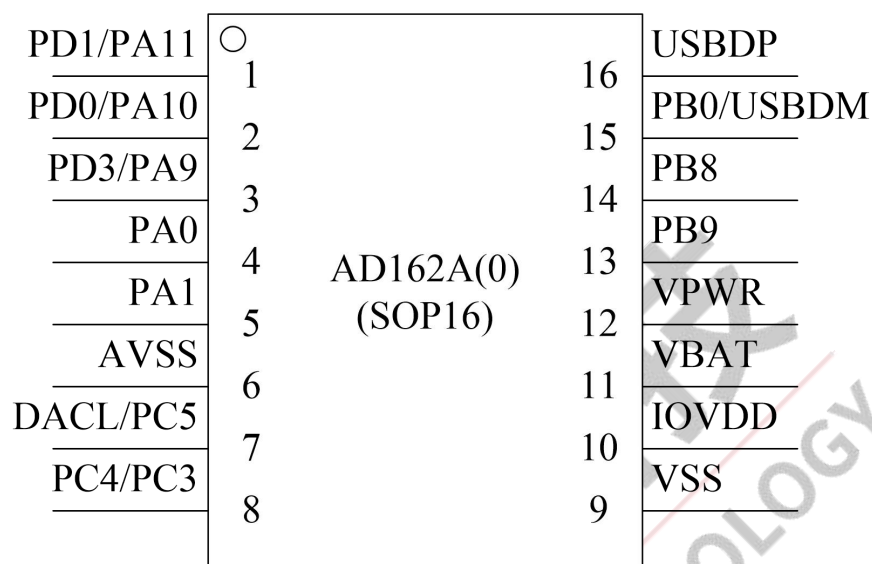 PD1/PA11
1
16
USBDP
PD0/PA10
2
15
PB0/USBDM
PD3/PA9
3
14
PB8
PA0
4
13
PB9
PA1
5
12
VPWR
AVSS
6
11
VBAT
DACL/PC5
7
10
IOVDD
PC4/PC3
8
9
VSS
AD162A(0)
(SOP16)
技
OLOGY